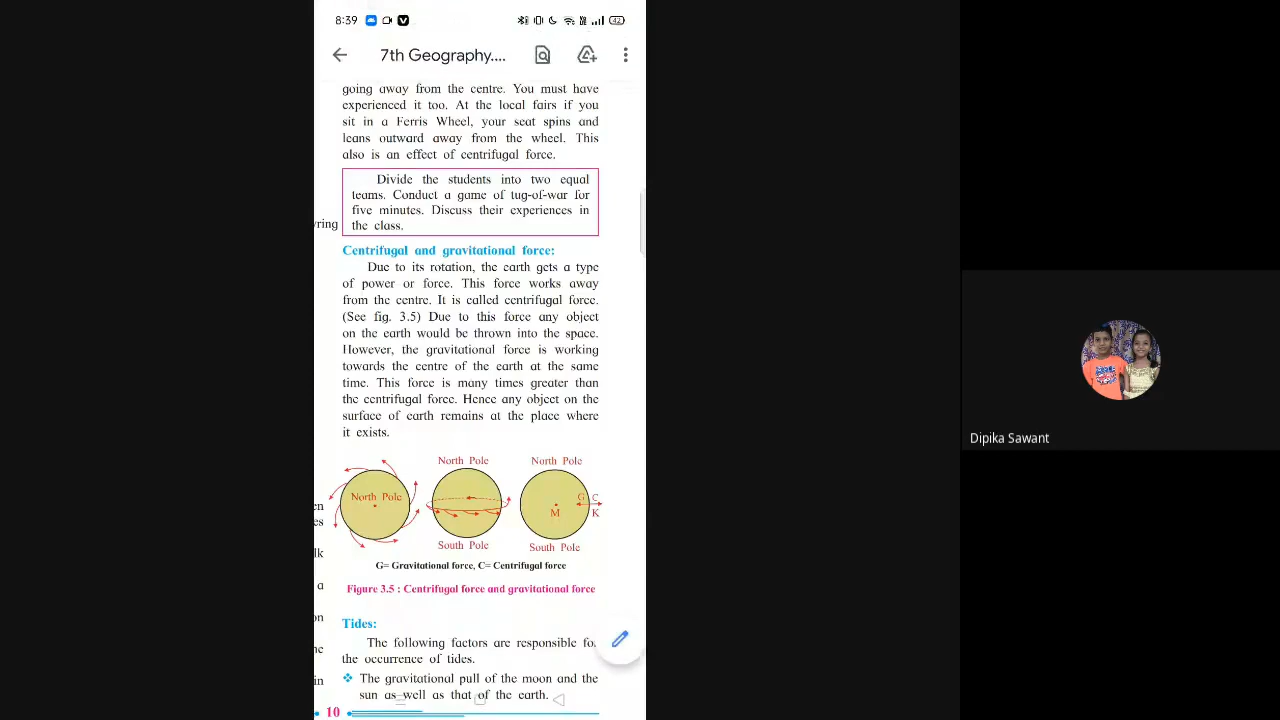 8:39
42
7th Geography....
going away from the centre. You must have
experienced it too. At the local fairs if you
sit in a Ferris Wheel, your seat spins and
leans outward away from the wheel. This
also is an effect of centrifugal force.
Divide the students into two equal
teams. Conduct a game of tug-of-war for
five minutes. Discuss their experiences in
the class.
Centrifugal and gravitational force:
Due to its rotation, the earth gets a type
of power or force. This force works away
from the centre. It is called centrifugal force.
(See fig. 3.5) Due to this force any object
on the earth would be thrown into the space.
However, the gravitational force is working
towards the centre of the earth at the same
time. This force is many times greater than
the centrifugal force. Hence any object on the
surface of earth remains at the place where
it exists.
North Pole
North Pole
North Pole
G C
M K
South Pole
South Pole
G= Gravitational force, C= Centrifugal force
Figure 3.5 : Centrifugal force and gravitational force
Tides:
The following factors are responsible for
the occurrence of tides.
❖ The gravitational pull of the moon and the
sun as well as that of the earth.
10
Dipika Sawant